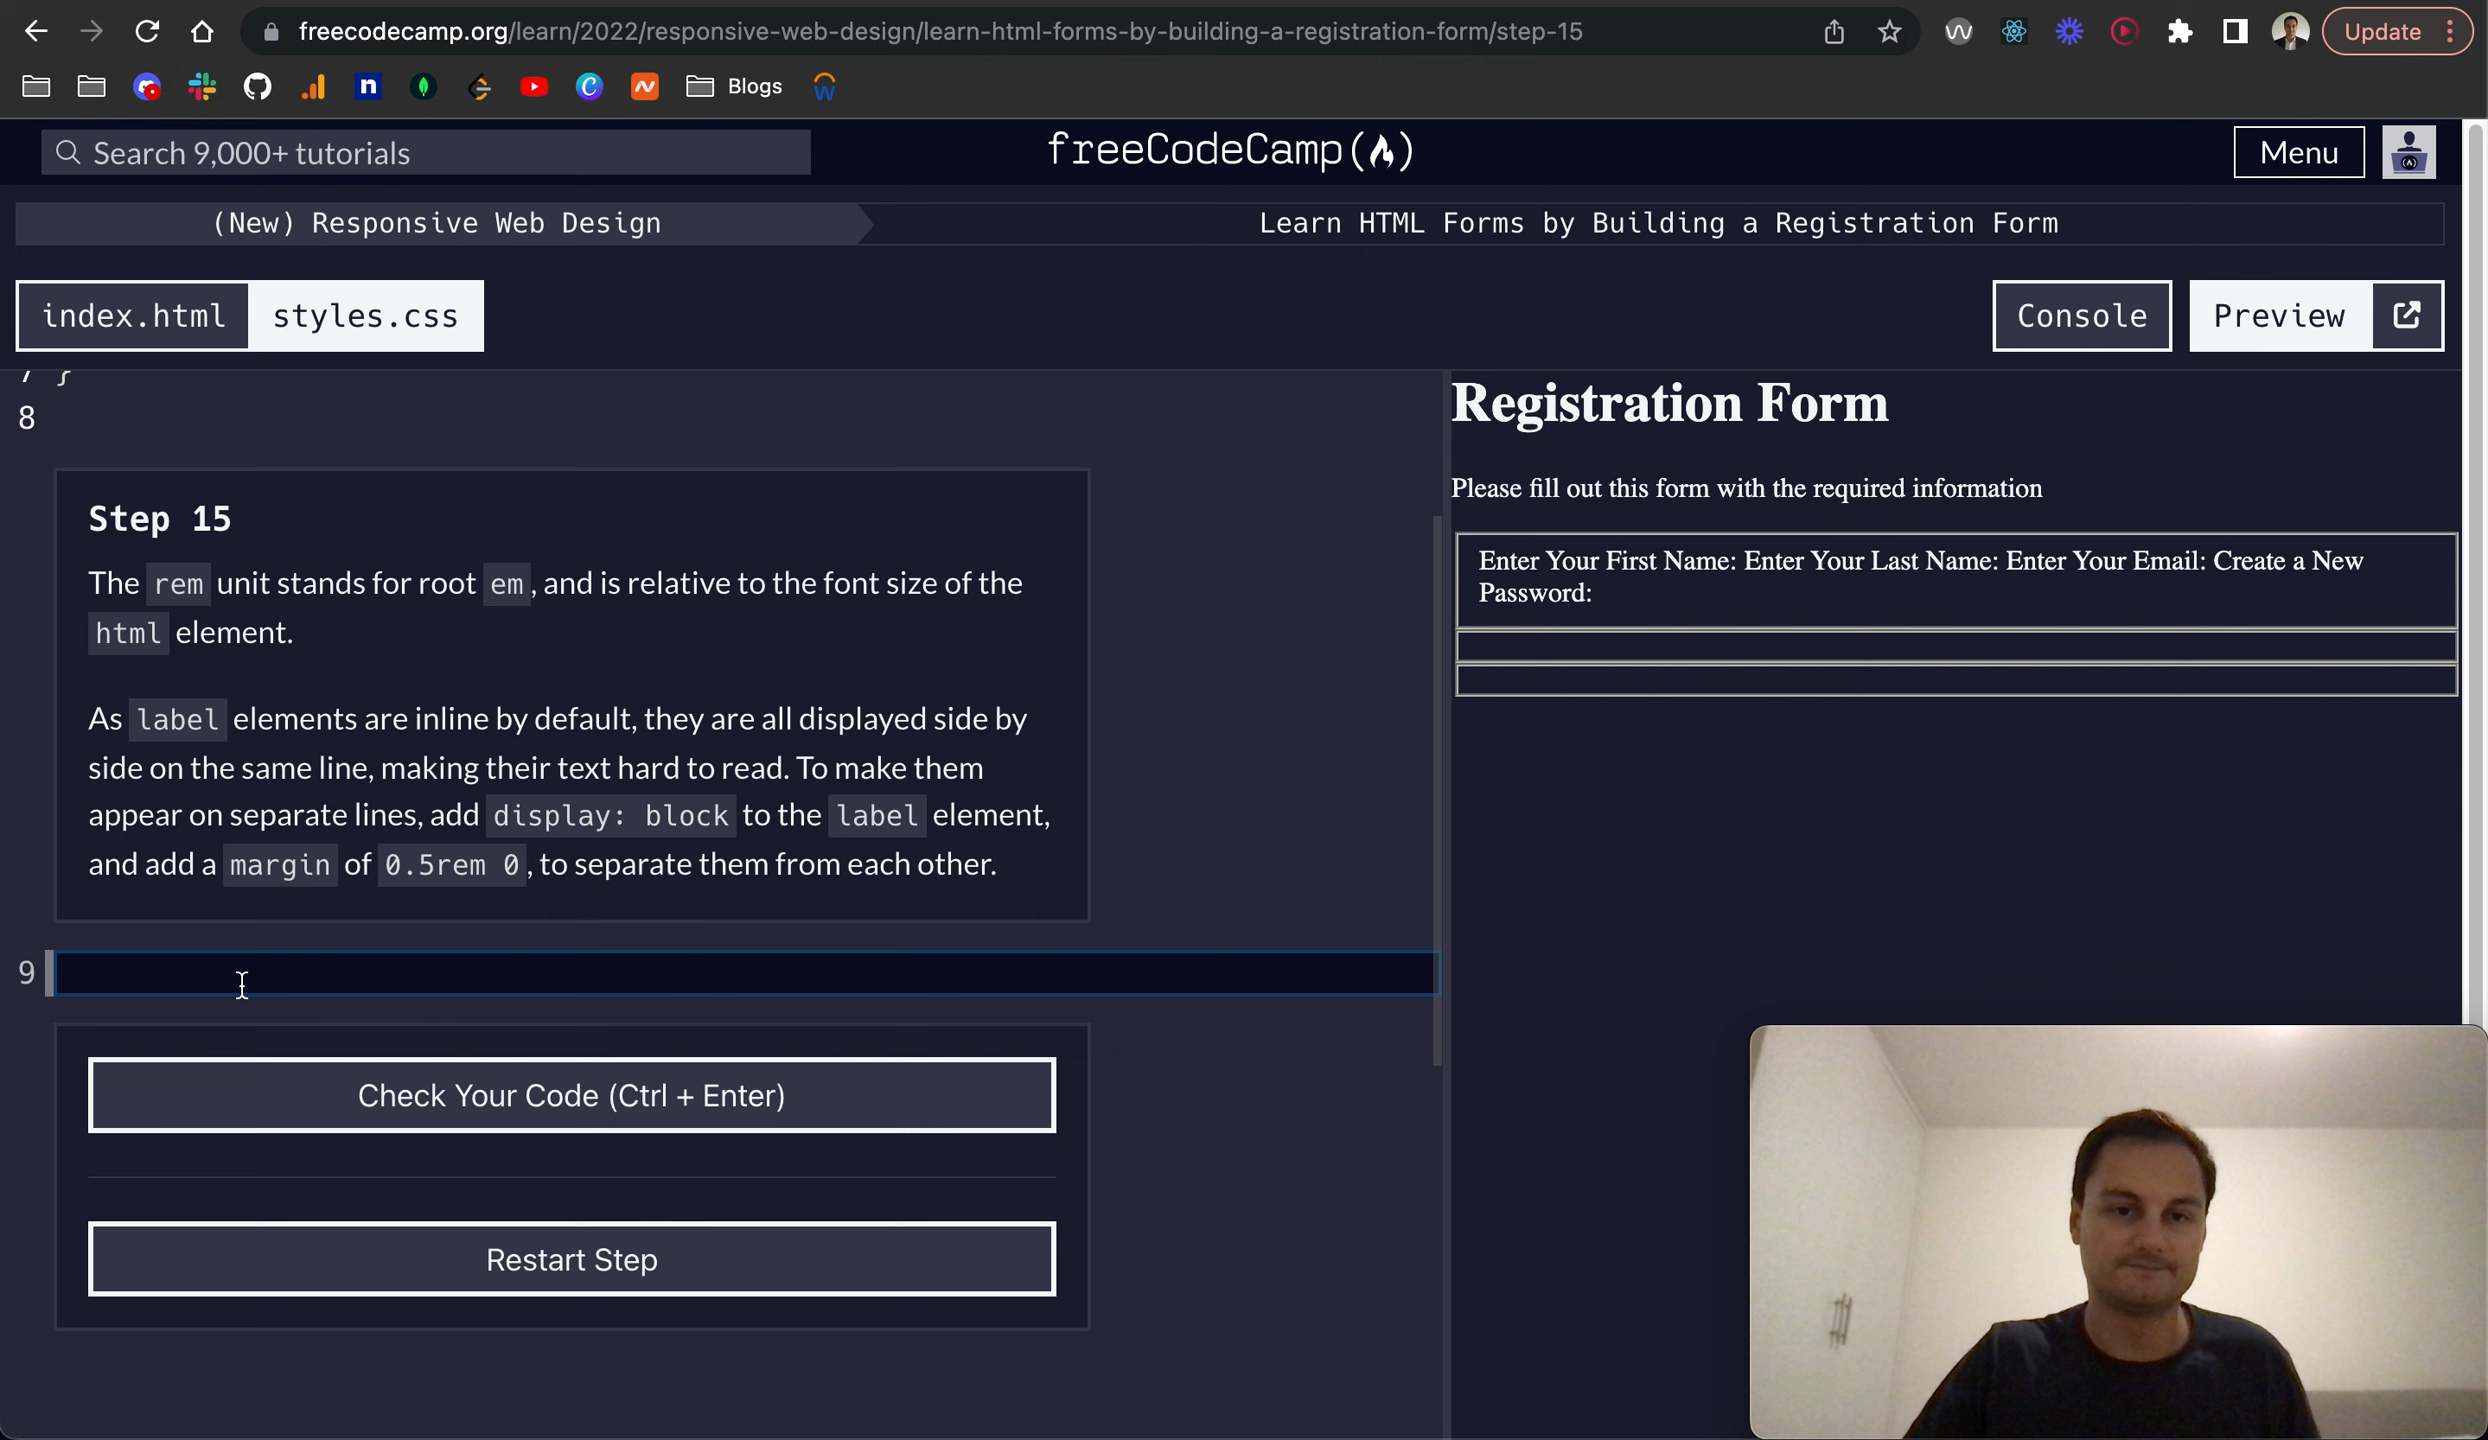 freecodecamp.org/learn/2022/responsive-web-design/learn-html-forms-by-building-a-registration-form/step-15
Update
Blogs
Search 9,000+ tutorials
freeCodeCamp
Menu
(New) Responsive Web Design
Learn HTML Forms by Building a Registration Form
index.html
styles.css
Console
Preview
7 }
8
Step 15
The rem unit stands for root em, and is relative to the font size of the
html element.
As label elements are inline by default, they are all displayed side by
side on the same line, making their text hard to read. To make them
appear on separate lines, add display: block to the label element,
and add a margin of 0.5rem 0, to separate them from each other.
9
Check Your Code (Ctrl + Enter)
Restart Step
Registration Form
Please fill out this form with the required information
Enter Your First Name: Enter Your Last Name: Enter Your Email: Create a New
Password: